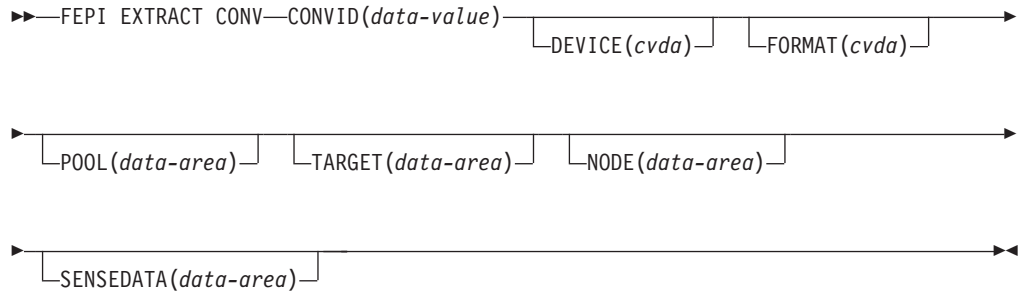 FEPI EXTRACT CONV CONVID(data-value)
DEVICE(cvda) FORMAT(cvda)
POOL(data-area) TARGET(data-area) NODE(data-area)
SENSEDATA(data-area)